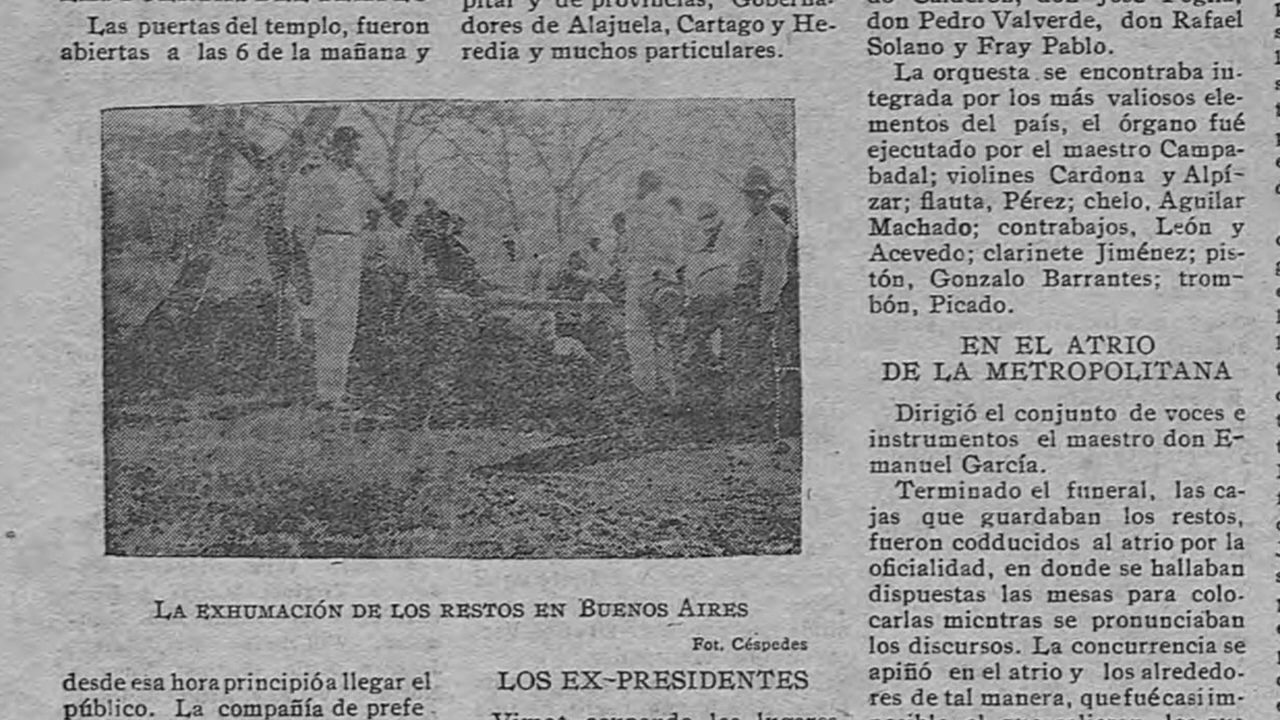 Las puertas del templo, fueron
abiertas a las 6 de la mañana y
dores de Alajuela, Cartago y He-
redia y muchos particulares.
LA EXHUMACIÓN DE LOS RESTOS EN BUENOS AIRES
Fot. Céspedes
desde esa hora principió a llegar el
público. La compañía de prefe-
LOS EX-PRESIDENTES
don Pedro Valverde, don Rafael
Solano y Fray Pablo.
La orquesta se encontraba in-
tegrada por los más valiosos ele-
mentos del país, el órgano fué
ejecutado por el maestro Campa-
badal; violines Cardona y Alpí-
zar; flauta, Pérez; chelo, Aguilar
Machado; contrabajos, León y
Acevedo; clarinete Jiménez; pis-
tón, Gonzalo Barrantes; trom-
bón, Picado.
EN EL ATRIO
DE LA METROPOLITANA
Dirigió el conjunto de voces e
instrumentos el maestro don E-
manuel García.
Terminado el funeral, las ca-
jas que guardaban los restos,
fueron codducidos al atrio por la
oficialidad, en donde se hallaban
dispuestas las mesas para colo-
carlas micntras se pronunciaban
los discursos. La concurrencia se
apiñó en el atrio y los alrededo-
res de tal manera, que fué casi im-